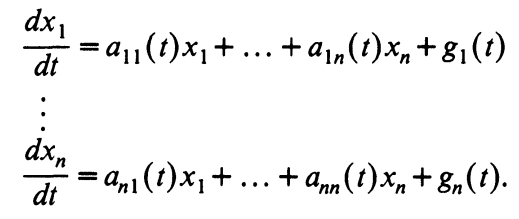 dx₁/dt = a₁₁(t)x₁ + ... + a₁ₙ(t)xₙ + g₁(t)
⋮
dxₙ/dt = aₙ₁(t)x₁ + ... + aₙₙ(t)xₙ + gₙ(t).